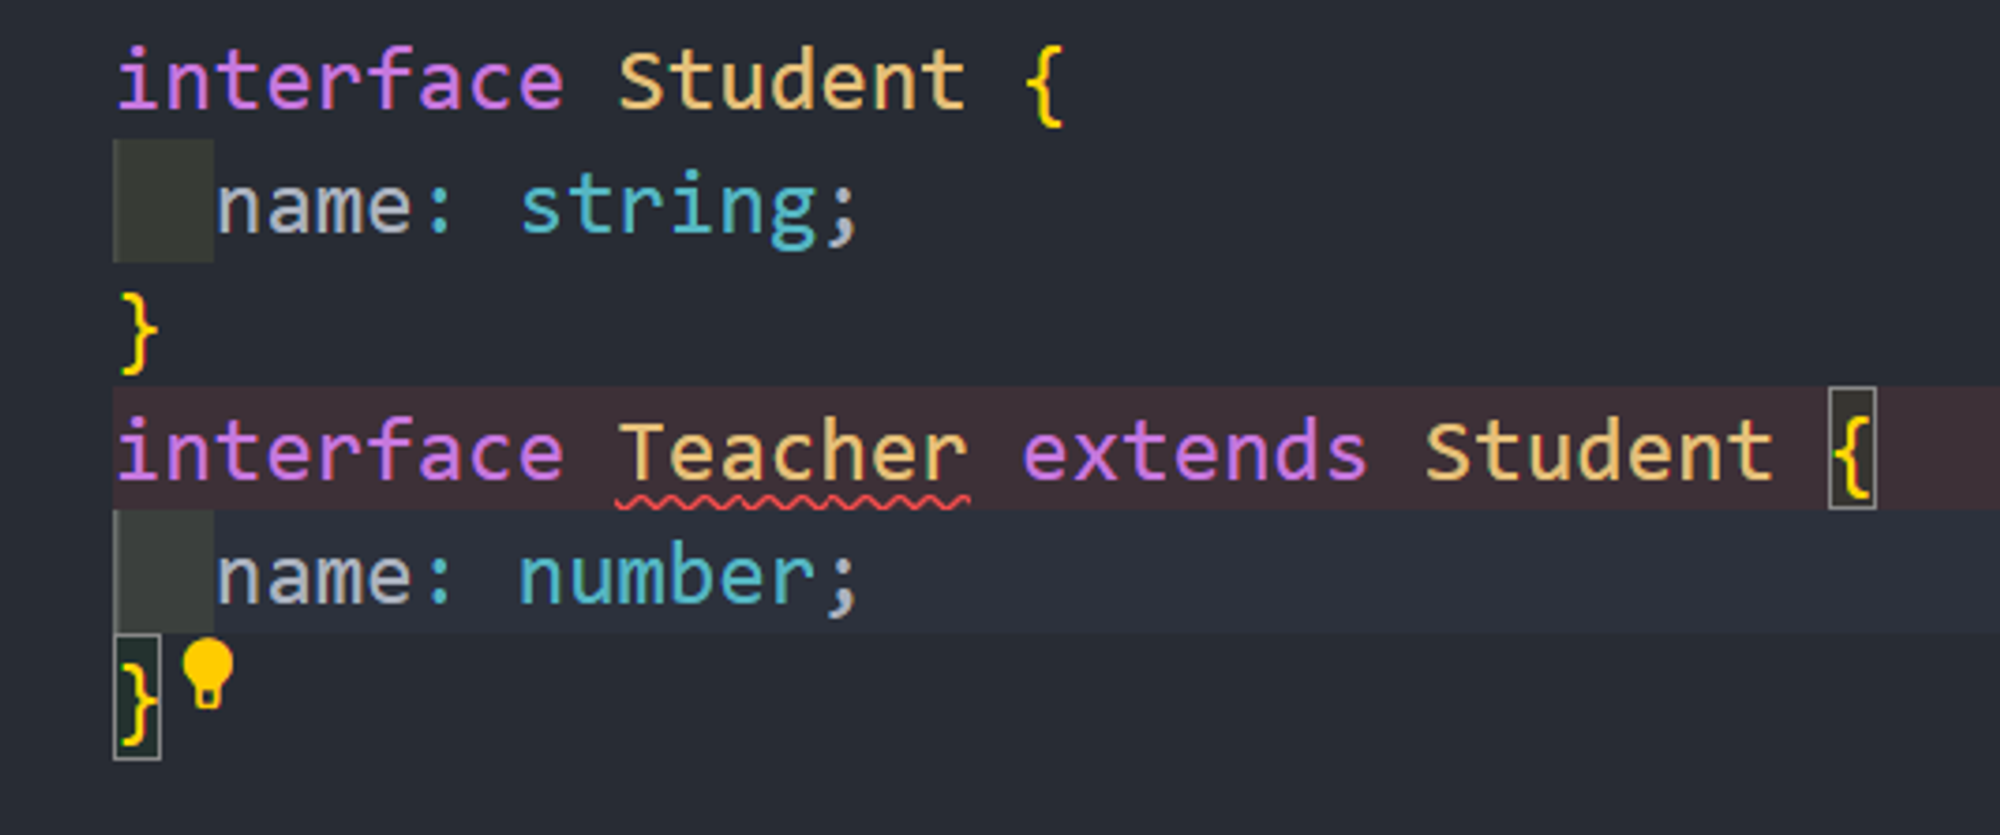 interface Student {
name: string;
}
interface Teacher extends Student {
name: number;
}